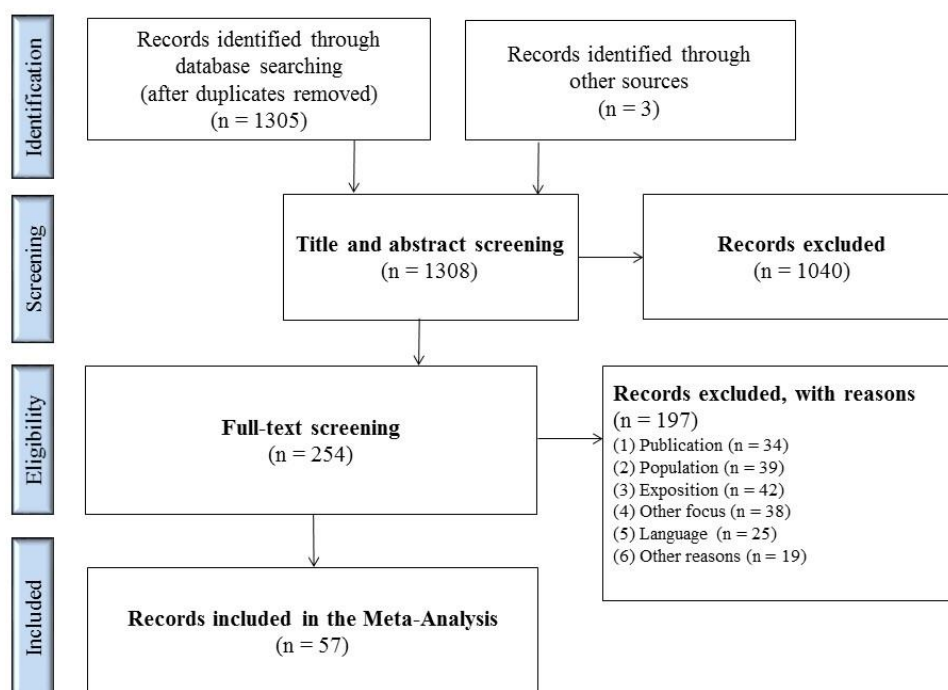 Identification
Records identified through
database searching
(after duplicates removed)
(n = 1305)
Records identified through
other sources
(n = 3)
Screening
Title and abstract screening
(n = 1308)
Records excluded
(n = 1040)
Eligibility
Full-text screening
(n = 254)
Records excluded, with reasons
(n = 197)
(1) Publication (n = 34)
(2) Population (n = 39)
(3) Exposition (n = 42)
(4) Other focus (n = 38)
(5) Language (n = 25)
(6) Other reasons (n = 19)
Included
Records included in the Meta-Analysis
(n = 57)